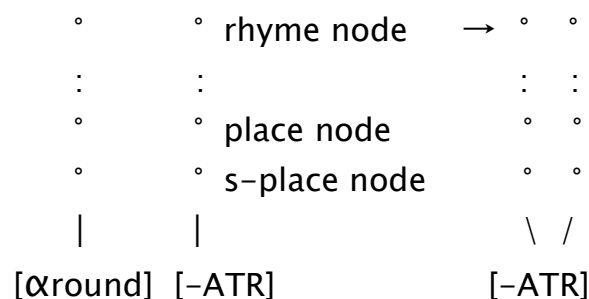 ° ° rhyme node → ° °
: : : :
° ° place node ° °
° ° s-place node ° °
| | \ /
[αround] [-ATR] [-ATR]